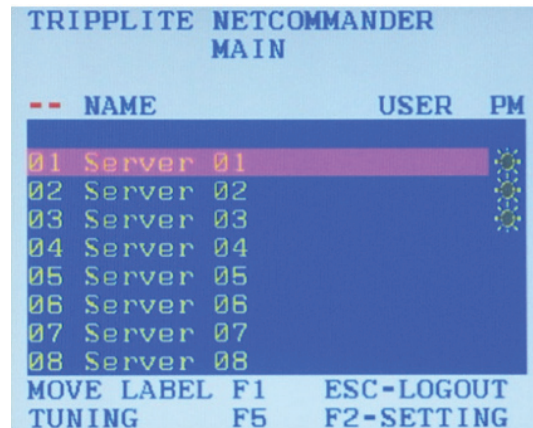 TRIPPLITE NETCOMMANDER
MAIN
-- NAME USER PM
01 Server 01
02 Server 02
03 Server 03
04 Server 04
05 Server 05
06 Server 06
07 Server 07
08 Server 08
MOVE LABEL F1 ESC-LOGOUT
TUNING F5 F2-SETTING